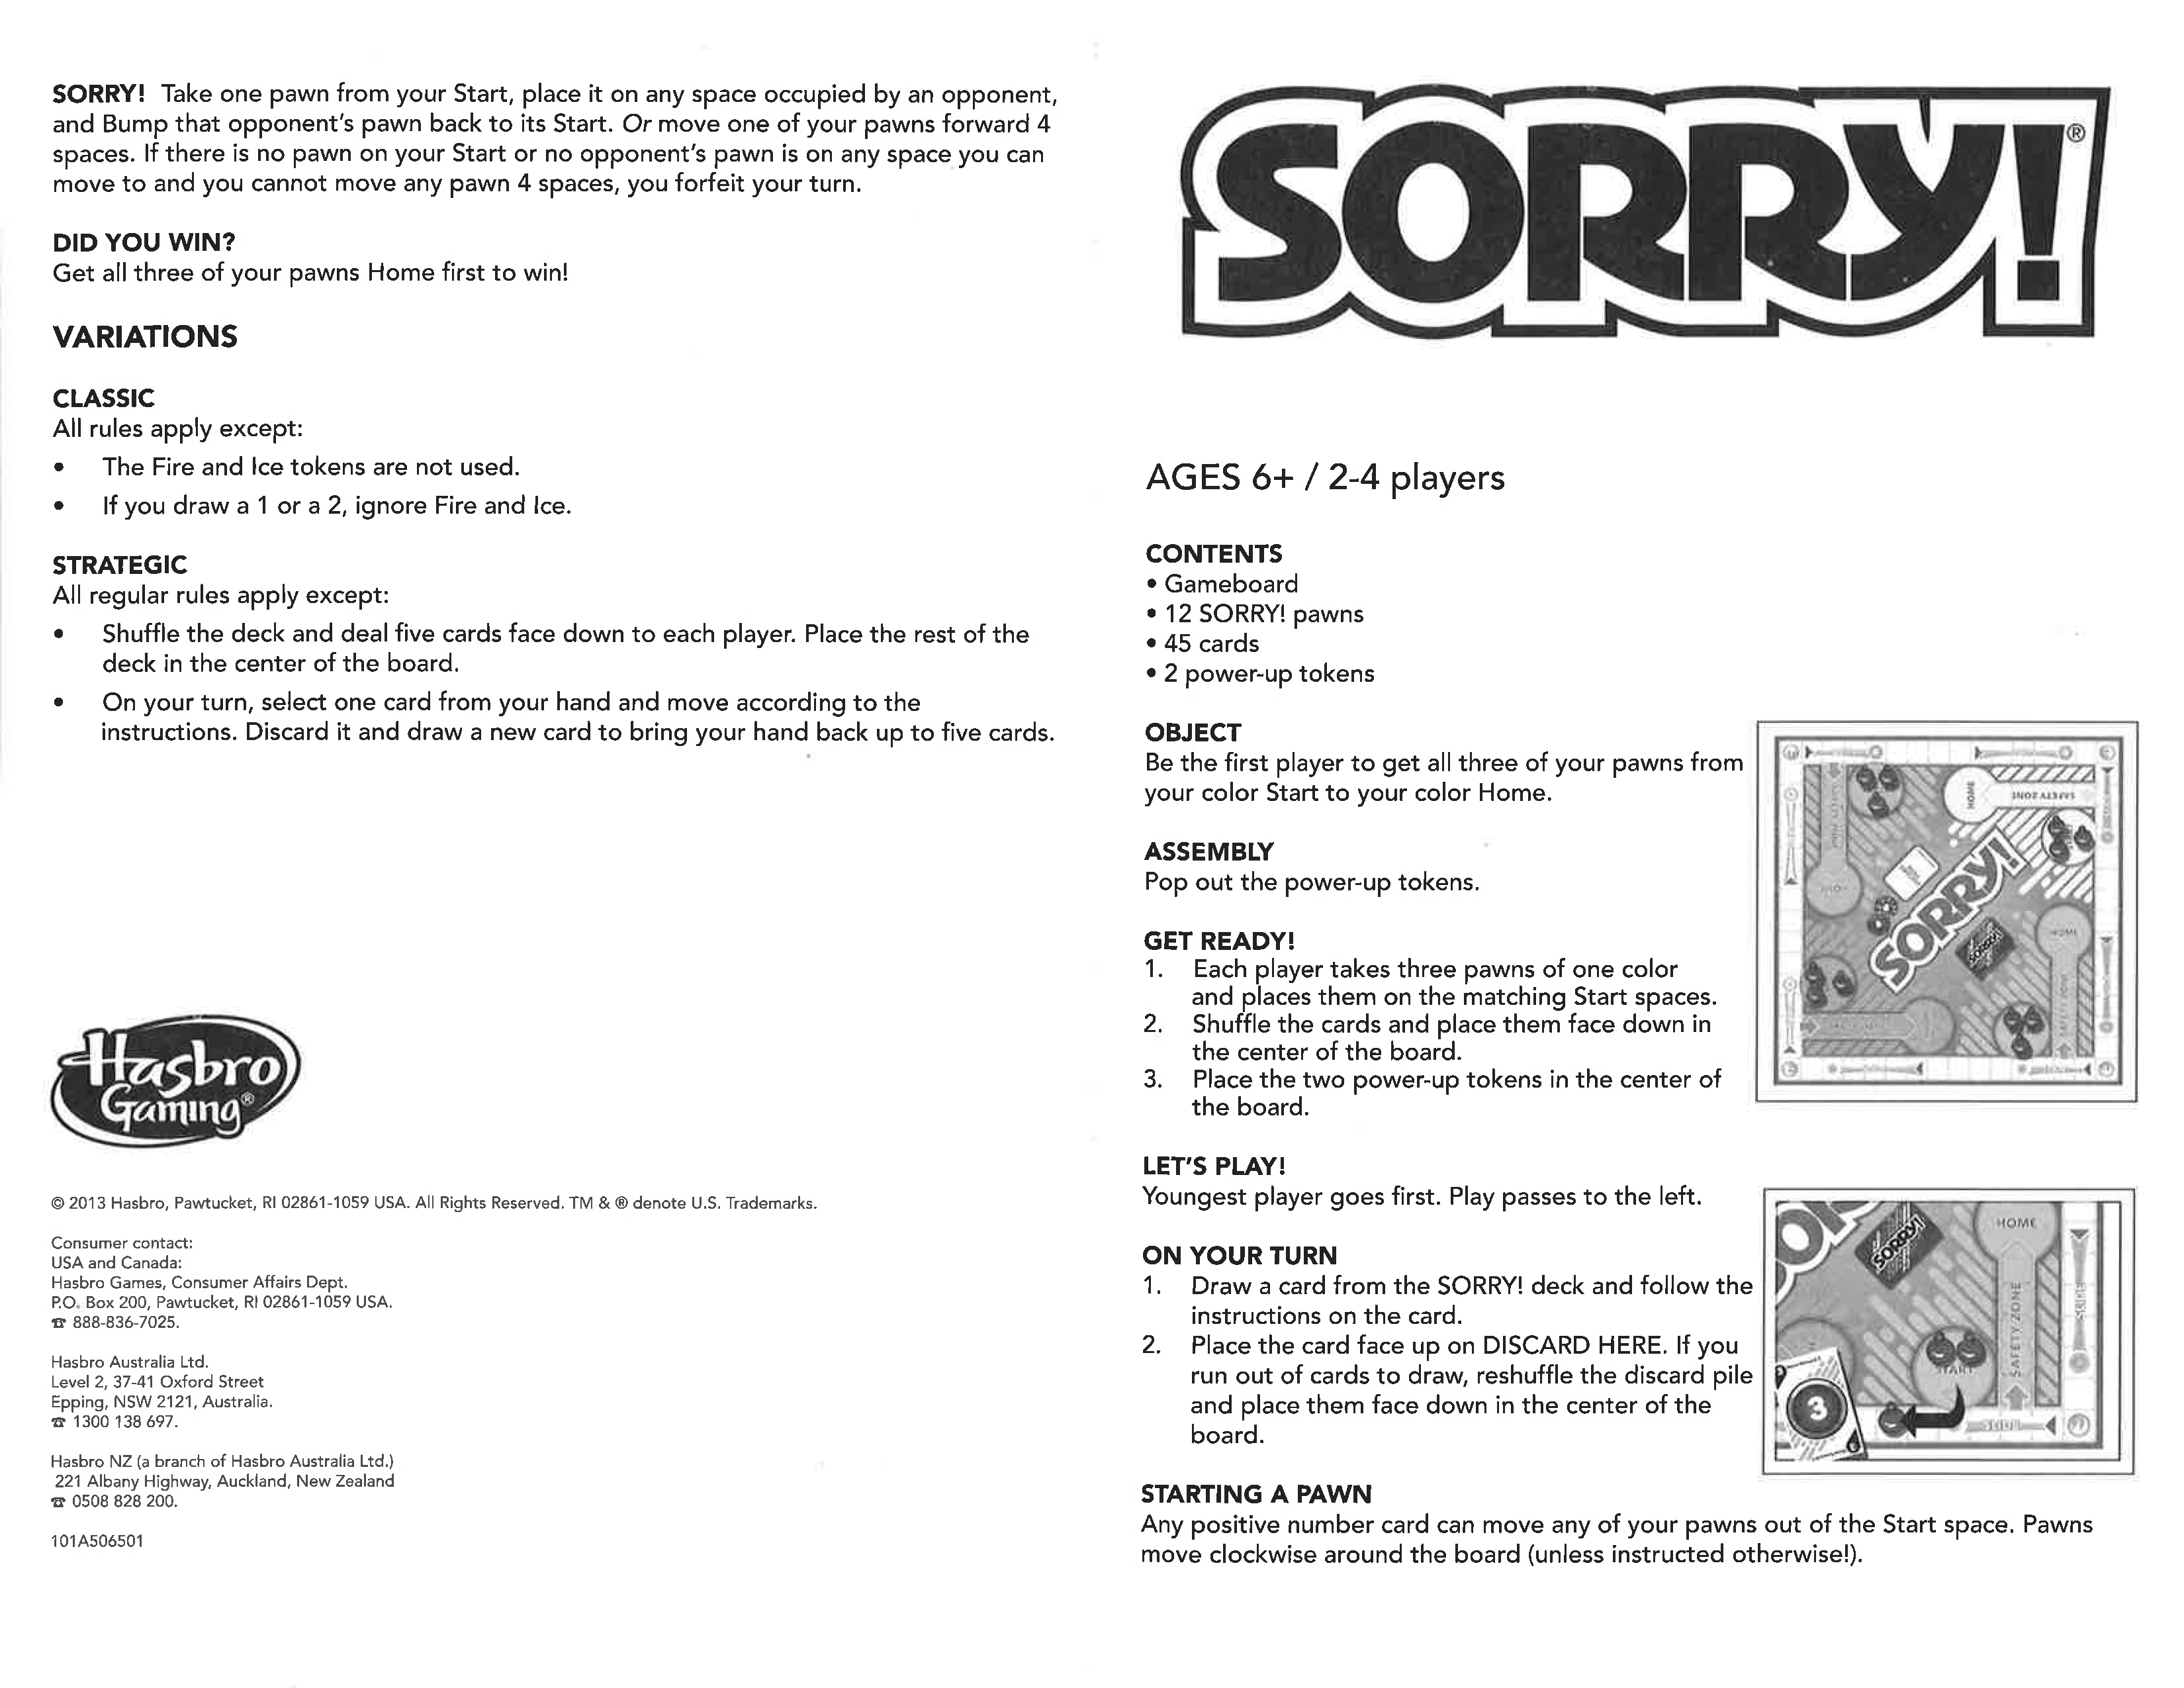 SORRY! Take one pawn from your Start, place it on any space occupied by an opponent,
and Bump that opponent's pawn back to its Start. Or move one of your pawns forward 4
spaces. If there is no pawn on your Start or no opponent's pawn is on any space you can
move to and you cannot move any pawn 4 spaces, you forfeit your turn.
DID YOU WIN?
Get all three of your pawns Home first to win!
VARIATIONS
CLASSIC
All rules apply except:
• The Fire and Ice tokens are not used.
• If you draw a 1 or a 2, ignore Fire and Ice.
STRATEGIC
All regular rules apply except:
• Shuffle the deck and deal five cards face down to each player. Place the rest of the
deck in the center of the board.
• On your turn, select one card from your hand and move according to the
instructions. Discard it and draw a new card to bring your hand back up to five cards.
Hasbro
Gaming®
© 2013 Hasbro, Pawtucket, RI 02861-1059 USA. All Rights Reserved. TM & ® denote U.S. Trademarks.
Consumer contact:
USA and Canada:
Hasbro Games, Consumer Affairs Dept.
P.O. Box 200, Pawtucket, RI 02861-1059 USA.
☎ 888-836-7025.
Hasbro Australia Ltd.
Level 2, 37-41 Oxford Street
Epping, NSW 2121, Australia.
☎ 1300 138 697.
Hasbro NZ (a branch of Hasbro Australia Ltd.)
221 Albany Highway, Auckland, New Zealand
☎ 0508 828 200.
101A506501
SORRY!®
AGES 6+ / 2-4 players
CONTENTS
• Gameboard
• 12 SORRY! pawns
• 45 cards
• 2 power-up tokens
OBJECT
Be the first player to get all three of your pawns from
your color Start to your color Home.
ASSEMBLY
Pop out the power-up tokens.
GET READY!
1. Each player takes three pawns of one color
and places them on the matching Start spaces.
2. Shuffle the cards and place them face down in
the center of the board.
3. Place the two power-up tokens in the center of
the board.
HOME
SAFETY ZONE
SORRY!
HOME
LET'S PLAY!
Youngest player goes first. Play passes to the left.
ON YOUR TURN
1. Draw a card from the SORRY! deck and follow the
instructions on the card.
2. Place the card face up on DISCARD HERE. If you
run out of cards to draw, reshuffle the discard pile
and place them face down in the center of the
board.
SORRY!
HOME
SAFETY ZONE
START
SLIDE
3
STARTING A PAWN
Any positive number card can move any of your pawns out of the Start space. Pawns
move clockwise around the board (unless instructed otherwise!).